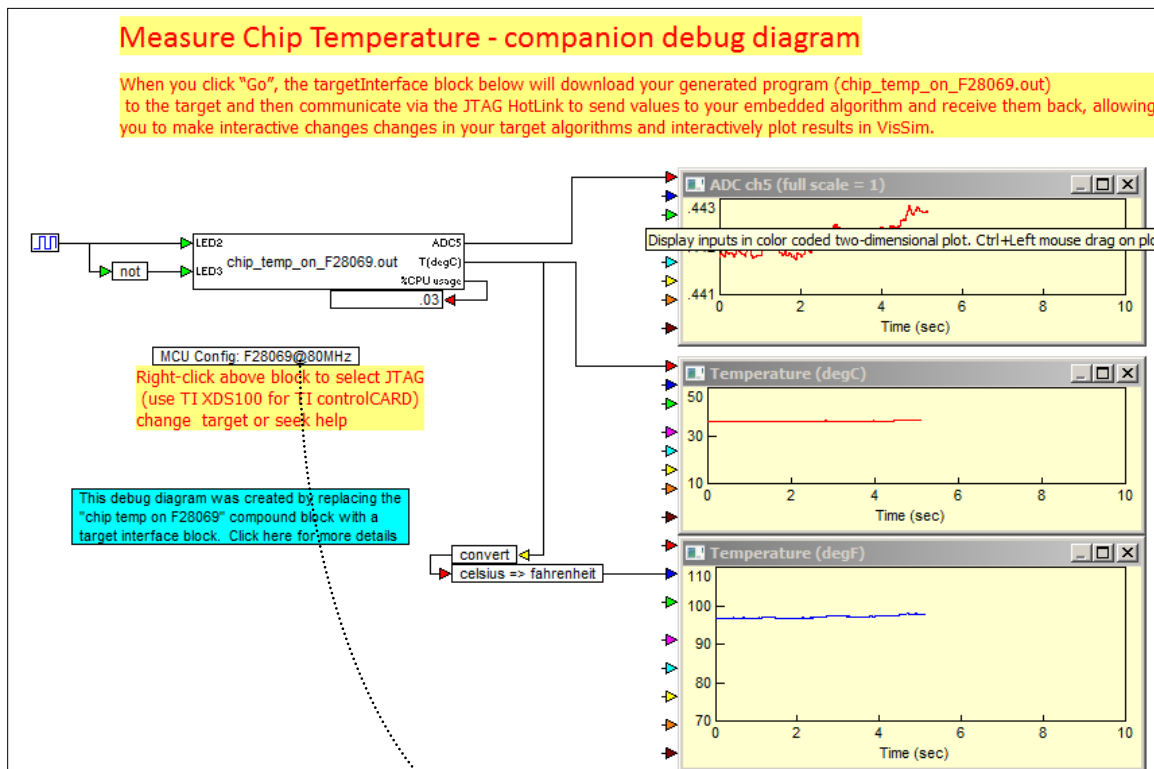 Measure Chip Temperature - companion debug diagram
When you click “Go”, the targetInterface block below will download your generated program (chip_temp_on_F28069.out)
to the target and then communicate via the JTAG HotLink to send values to your embedded algorithm and receive them back, allowing
you to make interactive changes changes in your target algorithms and interactively plot results in VisSim.
ADC ch5 (full scale = 1)
.443
Display inputs in color coded two-dimensional plot. Ctrl+Left mouse drag on plo
.441
0 2 4 6 8 10
Time (sec)
LED2
ADC5
chip_temp_on_F28069.out
T(degC)
not
LED3
%CPU usage
.03
MCU Config: F28069@80MHz
Right-click above block to select JTAG
(use TI XDS100 for TI controlCARD)
change target or seek help
Temperature (degC)
50
30
10
0 2 4 6 8 10
Time (sec)
This debug diagram was created by replacing the
"chip temp on F28069" compound block with a
target interface block. Click here for more details
convert
celsius => fahrenheit
Temperature (degF)
110
100
90
80
70
0 2 4 6 8 10
Time (sec)